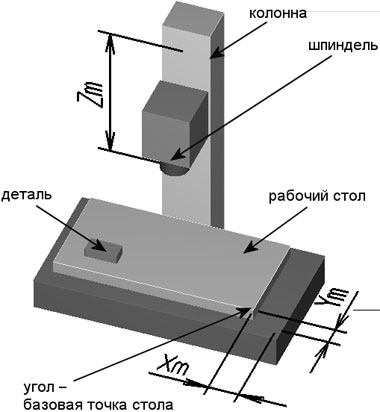 колонна
шпиндель
Zm
деталь
рабочий стол
Ym
Xm
угол –
базовая точка стола